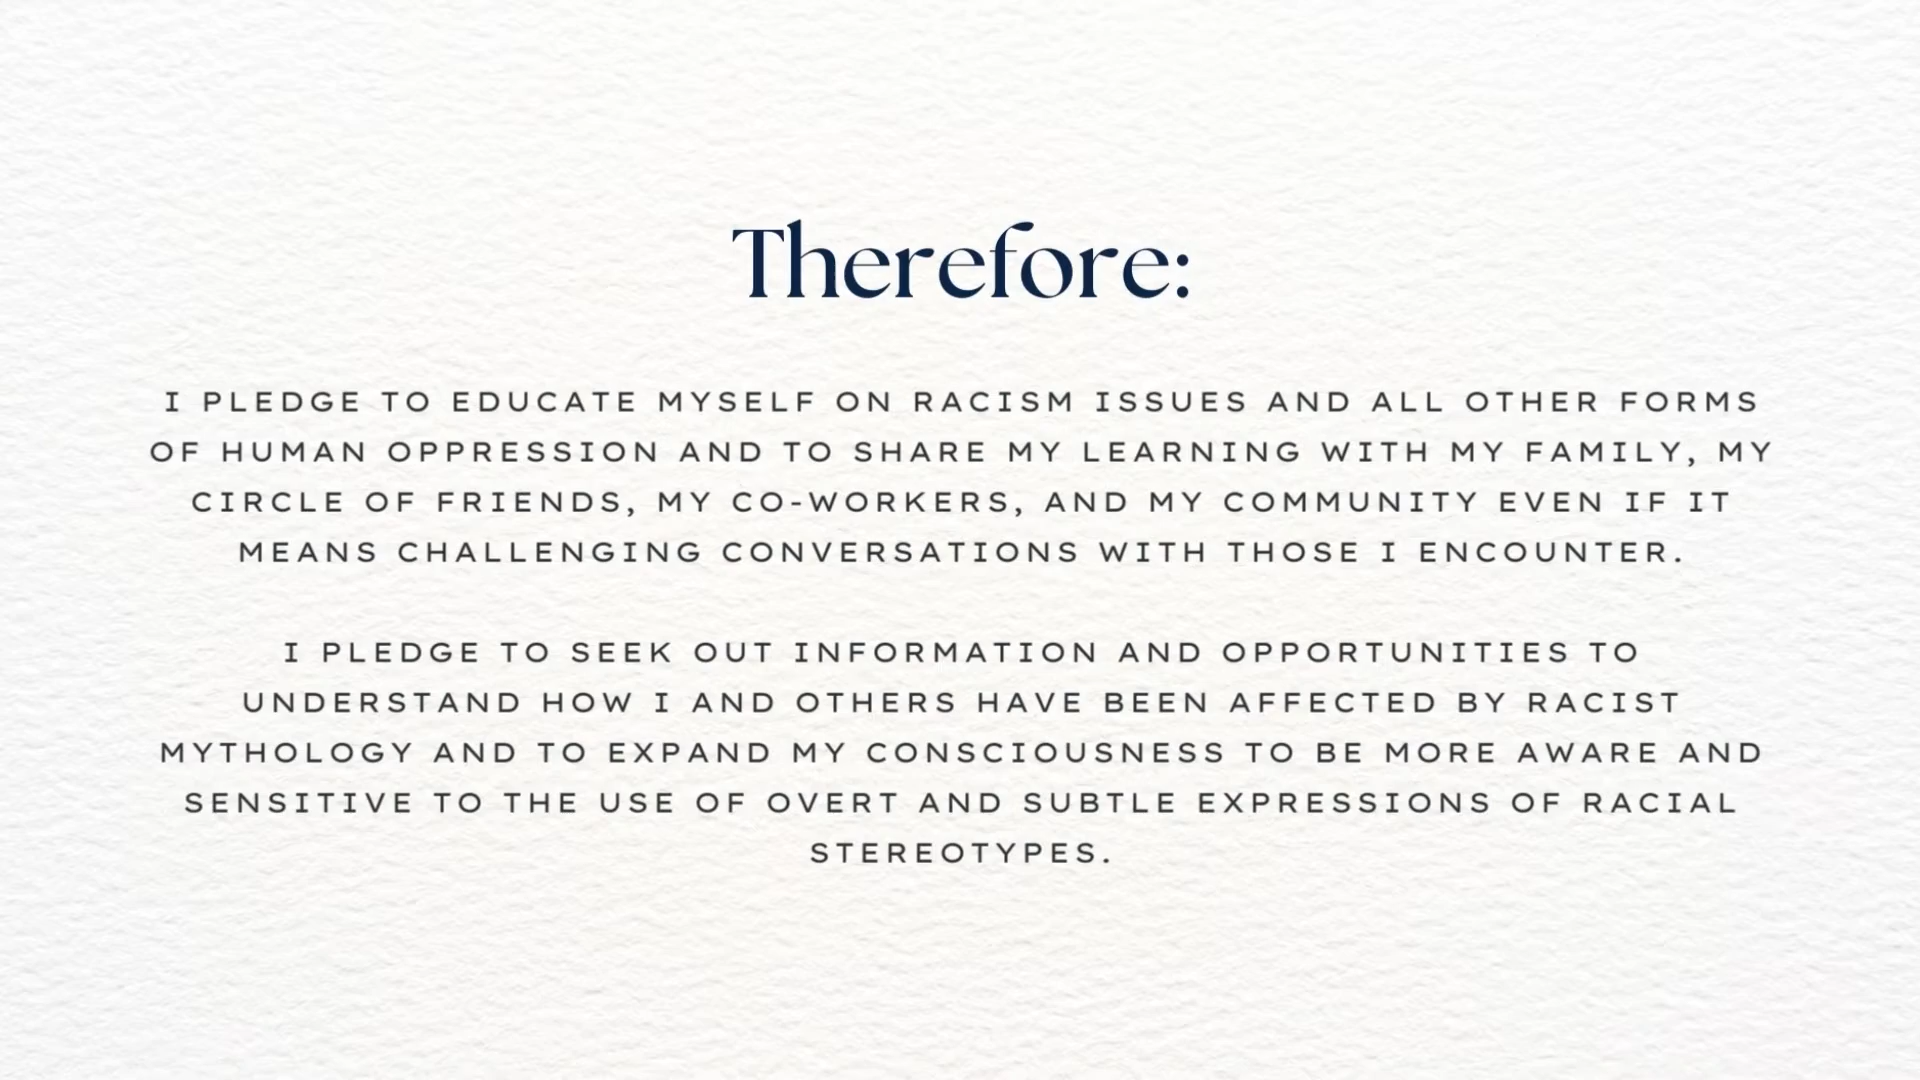 Therefore:
I PLEDGE TO EDUCATE MYSELF ON RACISM ISSUES AND ALL OTHER FORMS
OF HUMAN OPPRESSION AND TO SHARE MY LEARNING WITH MY FAMILY, MY
CIRCLE OF FRIENDS, MY CO-WORKERS, AND MY COMMUNITY EVEN IF IT
MEANS CHALLENGING CONVERSATIONS WITH THOSE I ENCOUNTER.
I PLEDGE TO SEEK OUT INFORMATION AND OPPORTUNITIES TO
UNDERSTAND HOW I AND OTHERS HAVE BEEN AFFECTED BY RACIST
MYTHOLOGY AND TO EXPAND MY CONSCIOUSNESS TO BE MORE AWARE AND
SENSITIVE TO THE USE OF OVERT AND SUBTLE EXPRESSIONS OF RACIAL
STEREOTYPES.